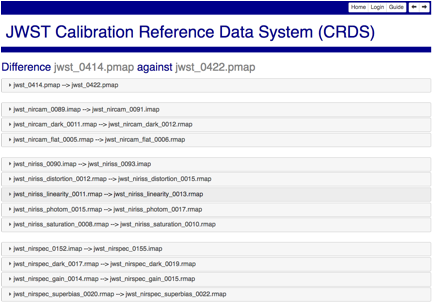 Home Login Guide
JWST Calibration Reference Data System (CRDS)
Difference jwst_0414.pmap against jwst_0422.pmap
jwst_0414.pmap --> jwst_0422.pmap
jwst_nircam_0089.imap --> jwst_nircam_0091.imap
jwst_nircam_dark_0011.rmap --> jwst_nircam_dark_0012.rmap
jwst_nircam_flat_0005.rmap --> jwst_nircam_flat_0006.rmap
jwst_niriss_0090.imap --> jwst_niriss_0093.imap
jwst_niriss_distortion_0012.rmap --> jwst_niriss_distortion_0015.rmap
jwst_niriss_linearity_0011.rmap --> jwst_niriss_linearity_0013.rmap
jwst_niriss_photom_0015.rmap --> jwst_niriss_photom_0017.rmap
jwst_niriss_saturation_0008.rmap --> jwst_niriss_saturation_0010.rmap
jwst_nirspec_0152.imap --> jwst_nirspec_0155.imap
jwst_nirspec_dark_0017.rmap --> jwst_nirspec_dark_0019.rmap
jwst_nirspec_gain_0014.rmap --> jwst_nirspec_gain_0015.rmap
jwst_nirspec_superbias_0020.rmap --> jwst_nirspec_superbias_0022.rmap